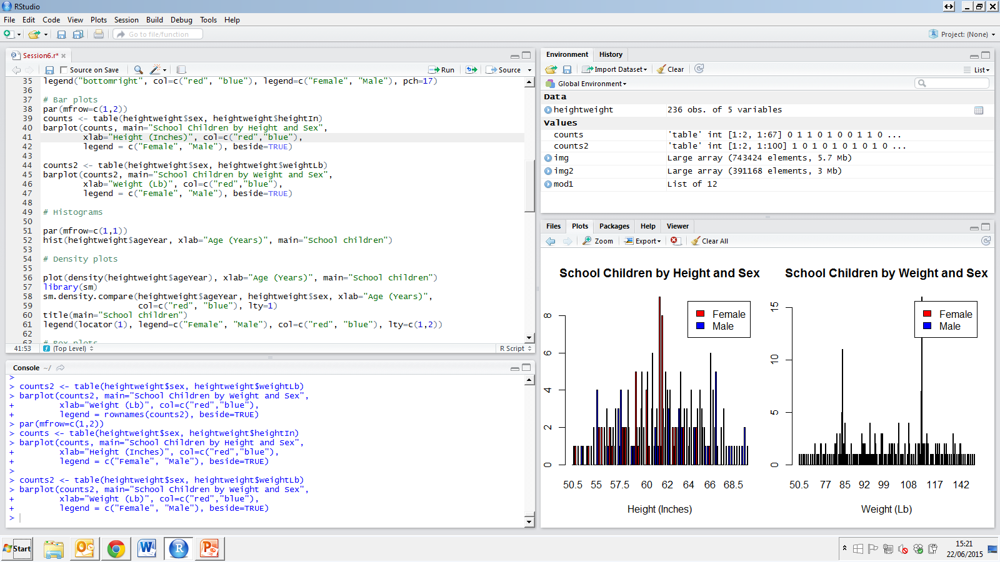 RStudio
File Edit Code View Plots Session Build Debug Tools Help
Go to file/function
Project: (None)
Session6.r*
Source on Save
Run
Source
35 legend("bottomright", col=c("red", "blue"), legend=c("Female", "Male"), pch=17)
36
37 # Bar plots
38 par(mfrow=c(1,2))
39 counts <- table(heightweight$sex, heightweight$heightIn)
40 barplot(counts, main="School Children by Height and Sex",
41 xlab="Height (Inches)", col=c("red","blue"),
42 legend = c("Female", "Male"), beside=TRUE)
43
44 counts2 <- table(heightweight$sex, heightweight$weightLb)
45 barplot(counts2, main="School Children by Weight and Sex",
46 xlab="Weight (Lb)", col=c("red","blue"),
47 legend = c("Female", "Male"), beside=TRUE)
48
49 # Histograms
50
51 par(mfrow=c(1,1))
52 hist(heightweight$ageYear, xlab="Age (Years)", main="School children")
53
54 # Density plots
55
56 plot(density(heightweight$ageYear), xlab="Age (Years)", main="School children")
57 library(sm)
58 sm.density.compare(heightweight$ageYear, heightweight$sex, xlab="Age (Years)",
59 col=c("red", "blue"), lty=1)
60 title(main="School children")
61 legend(locator(1), legend=c("Female", "Male"), col=c("red", "blue"), lty=c(1,2))
62
63 # Box plots
41:53 (Top Level) R Script
Console ~/
>
> counts2 <- table(heightweight$sex, heightweight$weightLb)
> barplot(counts2, main="School Children by Weight and Sex",
+ xlab="Weight (Lb)", col=c("red","blue"),
+ legend = rownames(counts2), beside=TRUE)
> par(mfrow=c(1,2))
> counts <- table(heightweight$sex, heightweight$heightIn)
> barplot(counts, main="School Children by Height and Sex",
+ xlab="Height (Inches)", col=c("red","blue"),
+ legend = c("Female", "Male"), beside=TRUE)
>
> counts2 <- table(heightweight$sex, heightweight$weightLb)
> barplot(counts2, main="School Children by Weight and Sex",
+ xlab="Weight (Lb)", col=c("red","blue"),
+ legend = c("Female", "Male"), beside=TRUE)
>
Environment History
Import Dataset Clear List
Global Environment
Data
heightweight 236 obs. of 5 variables
Values
counts 'table' int [1:2, 1:67] 0 1 1 0 1 0 0 1 1 0 ...
counts2 'table' int [1:2, 1:100] 1 0 1 0 1 0 1 0 1 0 ...
img Large array (743424 elements, 5.7 Mb)
img2 Large array (391168 elements, 3 Mb)
mod1 List of 12
Files Plots Packages Help Viewer
Zoom Export Clear All
School Children by Height and Sex
Female
Male
8
6
4
2
0
50.5 55 57.5 60 62 64 66 68.5
Height (Inches)
School Children by Weight and Sex
Female
Male
15
10
5
0
50.5 77 85 92 99 108 117 142
Weight (Lb)
Start
15:21
22/06/2015